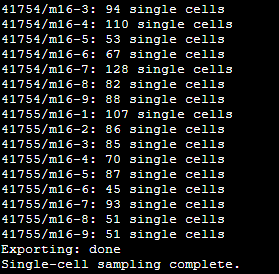 41754/m16-3: 94 single cells
41754/m16-4: 110 single cells
41754/m16-5: 53 single cells
41754/m16-6: 67 single cells
41754/m16-7: 128 single cells
41754/m16-8: 82 single cells
41754/m16-9: 88 single cells
41755/m16-1: 107 single cells
41755/m16-2: 86 single cells
41755/m16-3: 85 single cells
41755/m16-4: 70 single cells
41755/m16-5: 87 single cells
41755/m16-6: 45 single cells
41755/m16-7: 93 single cells
41755/m16-8: 51 single cells
41755/m16-9: 51 single cells
Exporting: done
Single-cell sampling complete.